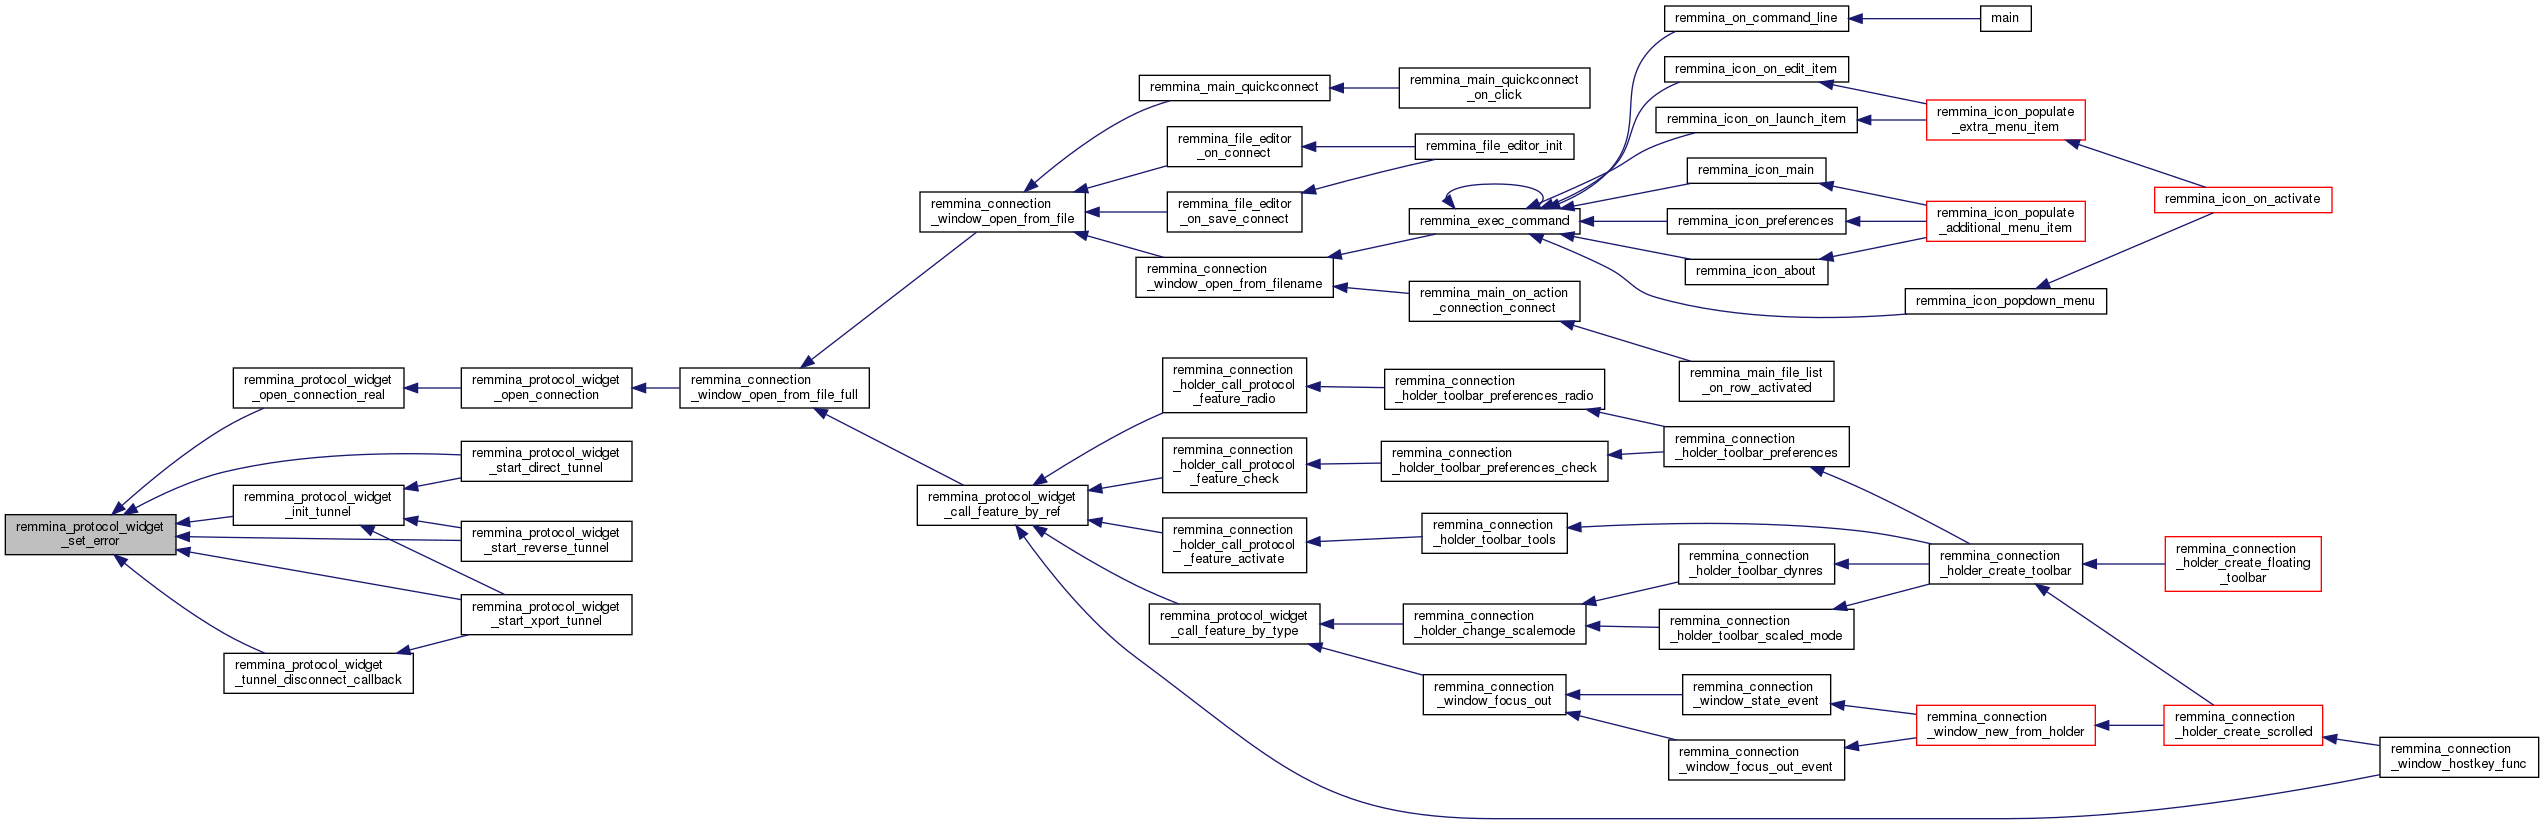 remmina_protocol_widget
_set_error
remmina_protocol_widget
_open_connection_real
remmina_protocol_widget
_init_tunnel
remmina_protocol_widget
_tunnel_disconnect_callback
remmina_protocol_widget
_open_connection
remmina_protocol_widget
_start_direct_tunnel
remmina_protocol_widget
_start_reverse_tunnel
remmina_protocol_widget
_start_xport_tunnel
remmina_connection
_window_open_from_file_full
remmina_connection
_window_open_from_file
remmina_protocol_widget
_call_feature_by_ref
remmina_main_quickconnect
remmina_file_editor
_on_connect
remmina_file_editor
_on_save_connect
remmina_connection
_window_open_from_filename
remmina_connection
_holder_call_protocol
_feature_radio
remmina_connection
_holder_call_protocol
_feature_check
remmina_connection
_holder_call_protocol
_feature_activate
remmina_protocol_widget
_call_feature_by_type
remmina_main_quickconnect
_on_click
remmina_file_editor_init
remmina_exec_command
remmina_main_on_action
_connection_connect
remmina_connection
_holder_toolbar_preferences_radio
remmina_connection
_holder_toolbar_preferences_check
remmina_connection
_holder_toolbar_tools
remmina_connection
_holder_change_scalemode
remmina_connection
_window_focus_out
remmina_on_command_line
remmina_icon_on_edit_item
remmina_icon_on_launch_item
remmina_icon_main
remmina_icon_preferences
remmina_icon_about
remmina_main_file_list
_on_row_activated
remmina_connection
_holder_toolbar_preferences
remmina_connection
_holder_toolbar_dynres
remmina_connection
_holder_toolbar_scaled_mode
remmina_connection
_window_state_event
remmina_connection
_window_focus_out_event
main
remmina_icon_populate
_extra_menu_item
remmina_icon_populate
_additional_menu_item
remmina_icon_popdown_menu
remmina_connection
_holder_create_toolbar
remmina_connection
_window_new_from_holder
remmina_icon_on_activate
remmina_connection
_holder_create_floating
_toolbar
remmina_connection
_holder_create_scrolled
remmina_connection
_window_hostkey_func